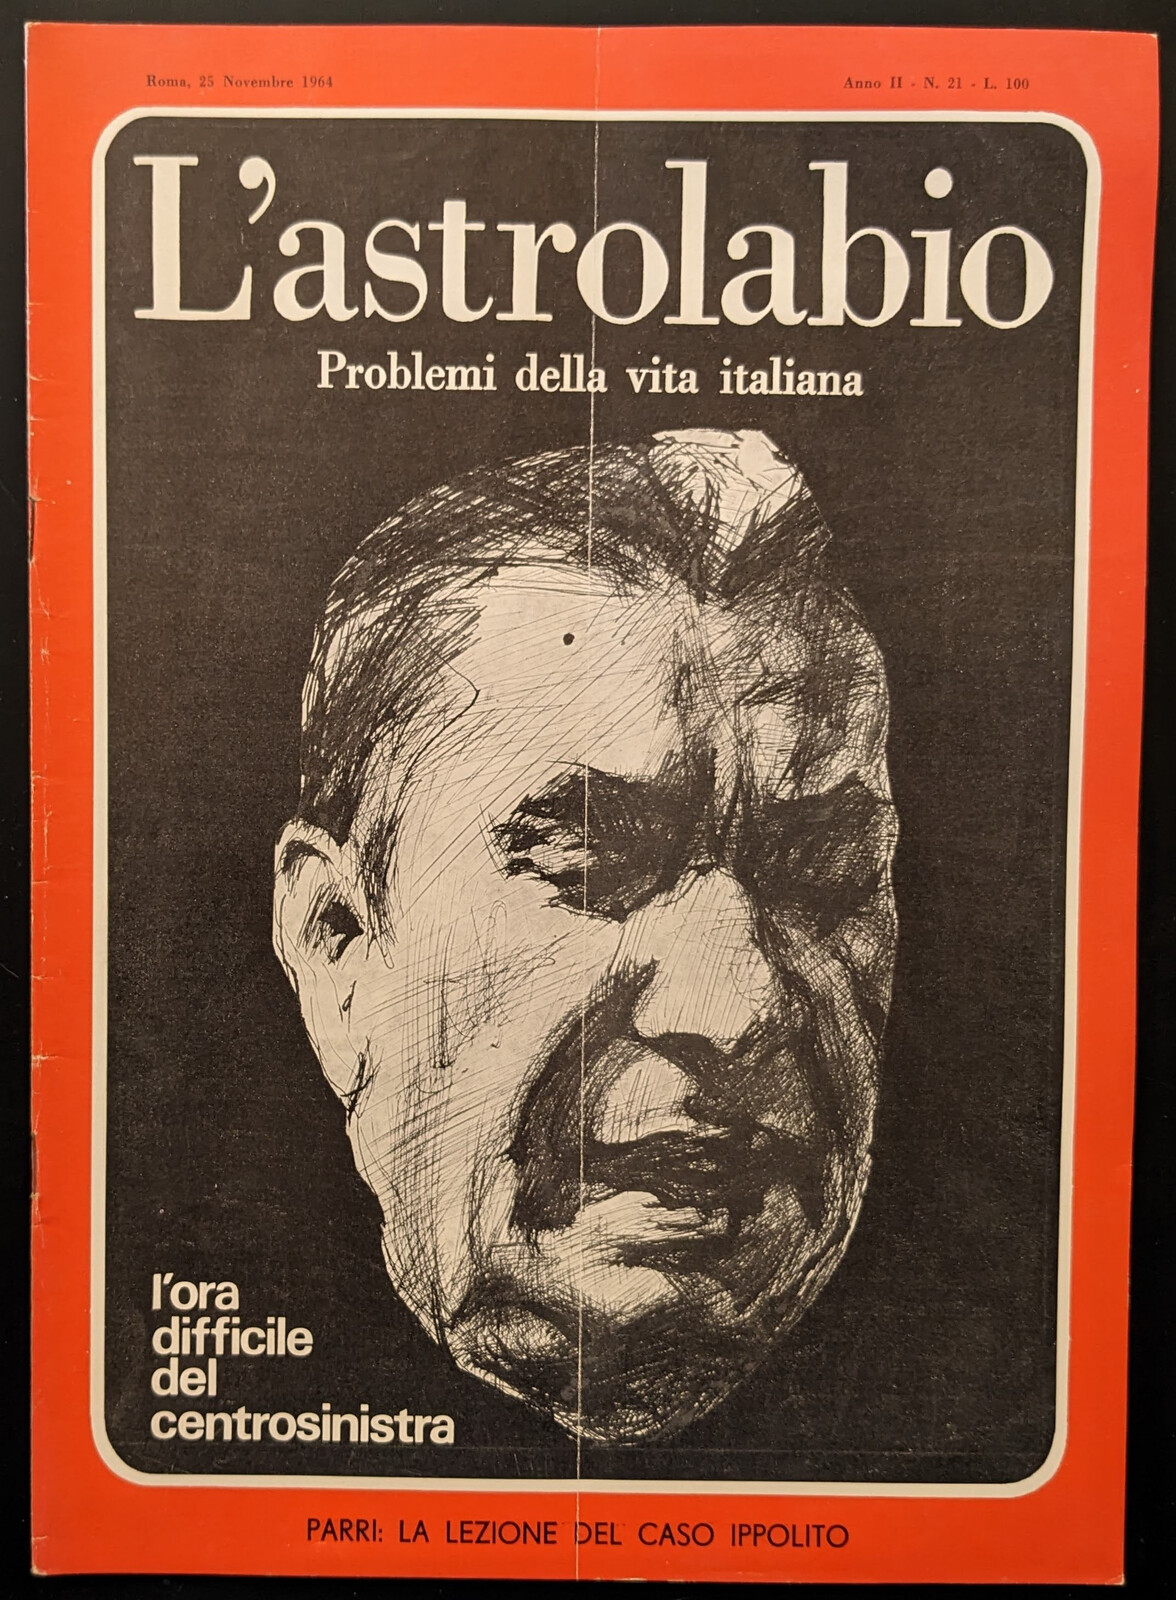 Roma, 25 Novembre 1964
Anno II - N. 21 - L. 100
L'astrolabio
Problemi della vita italiana
l'ora
difficile
del
centrosinistra
PARRI: LA LEZIONE DEL CASO IPPOLITO